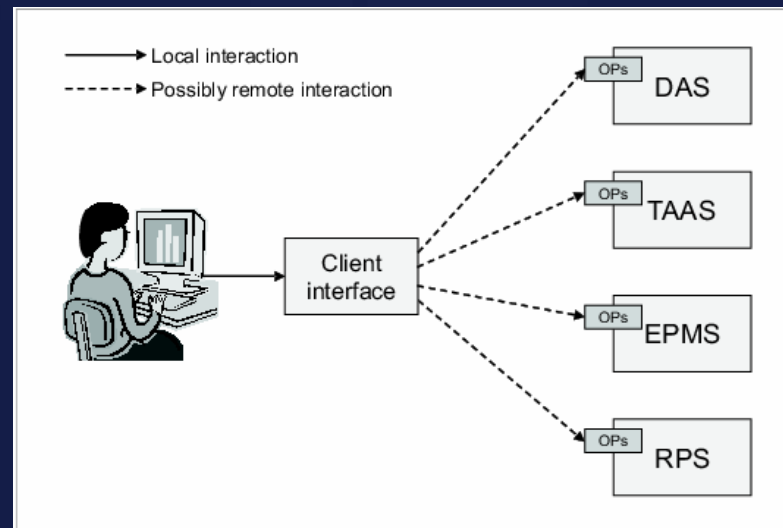 Local interaction
Possibly remote interaction
OPs
DAS
OPs
TAAS
Client
interface
OPs
EPMS
OPs
RPS